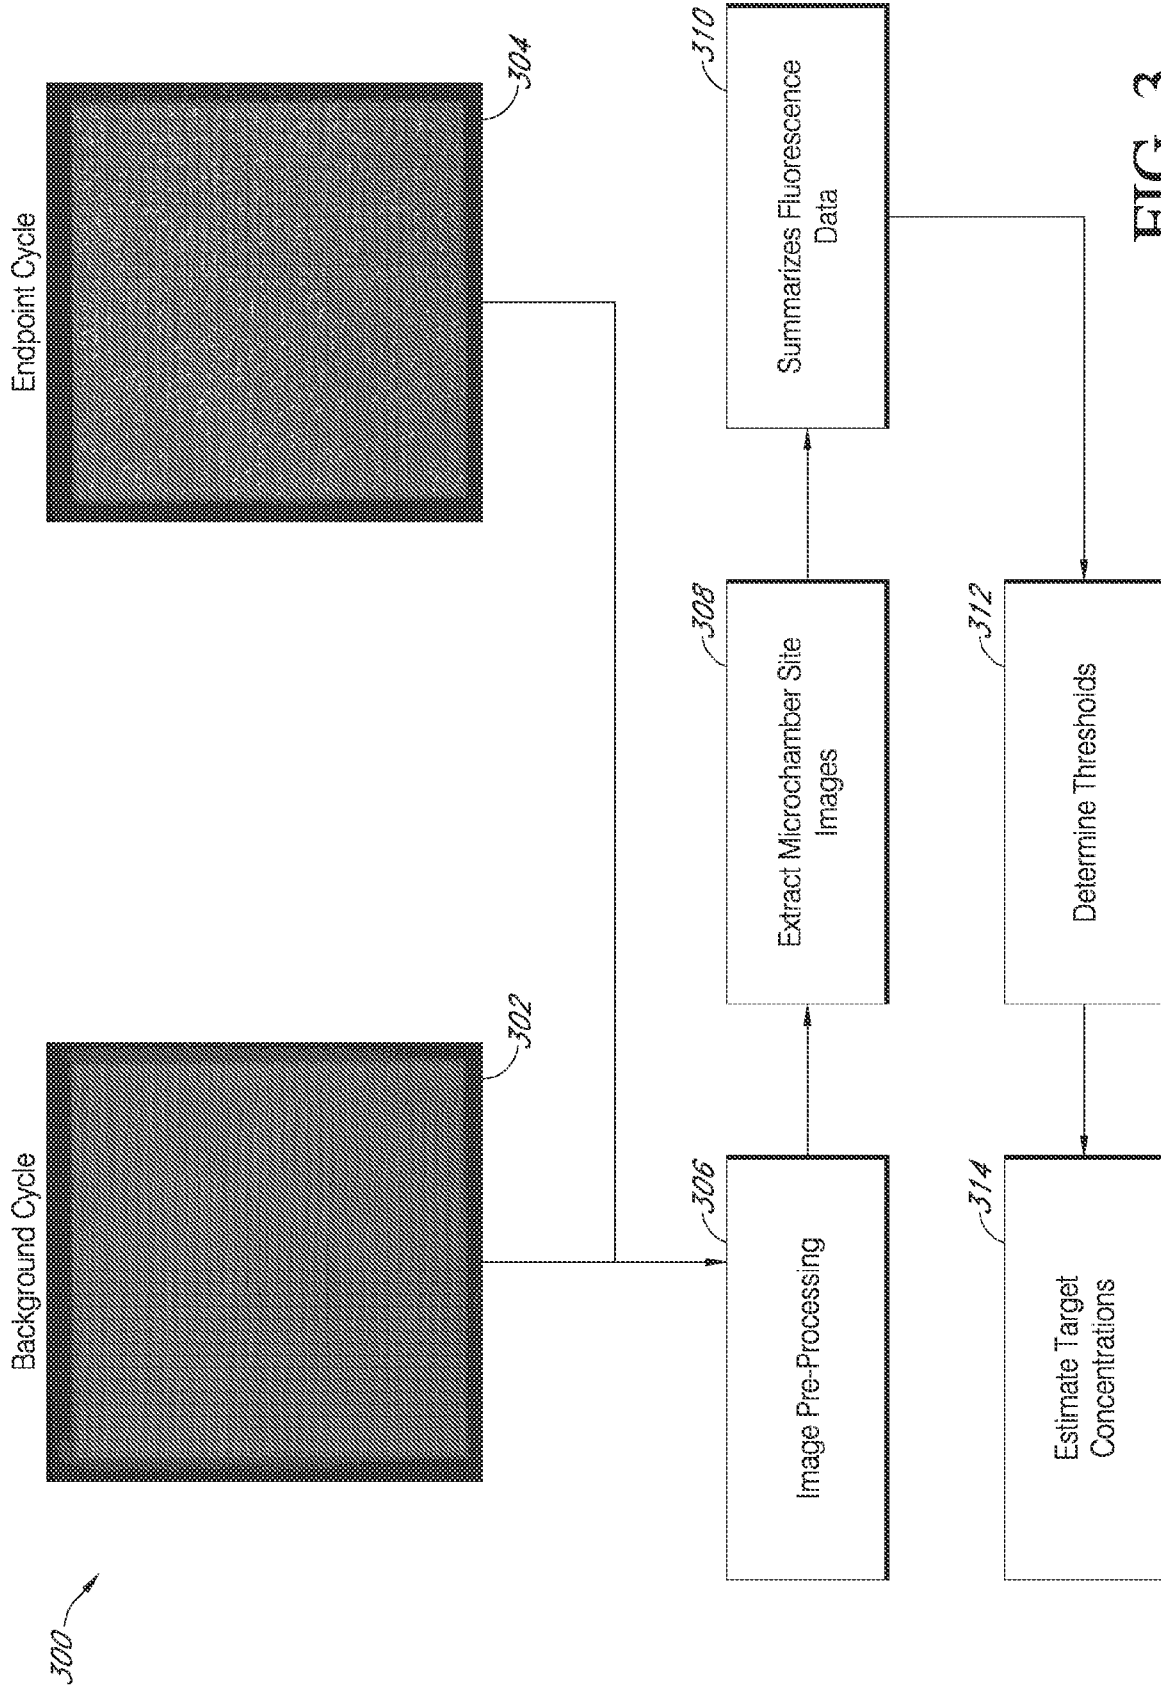 300
Background Cycle
Endpoint Cycle
302
304
306
Image Pre-Processing
308
Extract Microchamber Site
Images
310
Summarizes Fluorescence
Data
314
Estimate Target
Concentrations
312
Determine Thresholds
FIG. 3